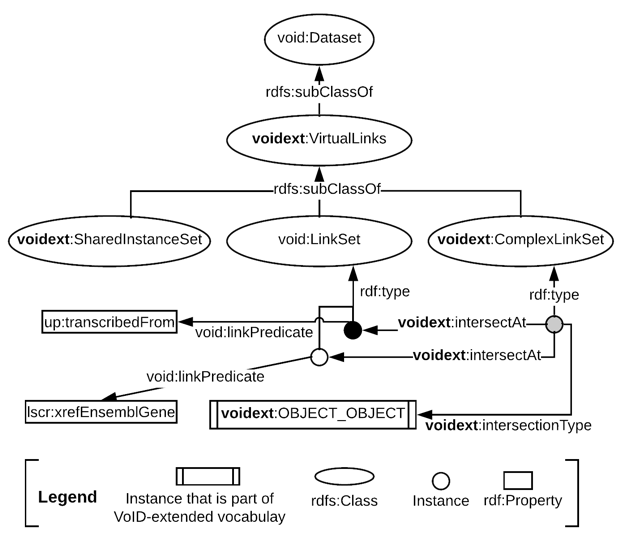 void:Dataset
rdfs:subClassOf
voidext:VirtualLinks
rdfs:subClassOf
voidext:SharedInstanceSet
void:LinkSet
voidext:ComplexLinkSet
rdf:type
rdf:type
up:transcribedFrom
void:linkPredicate
voidext:intersectAt
voidext:intersectAt
void:linkPredicate
lscr:xrefEnsemblGene
voidext:OBJECT_OBJECT
voidext:intersectionType
Legend
Instance that is part of
VoID-extended vocabulay
rdfs:Class
Instance
rdf:Property